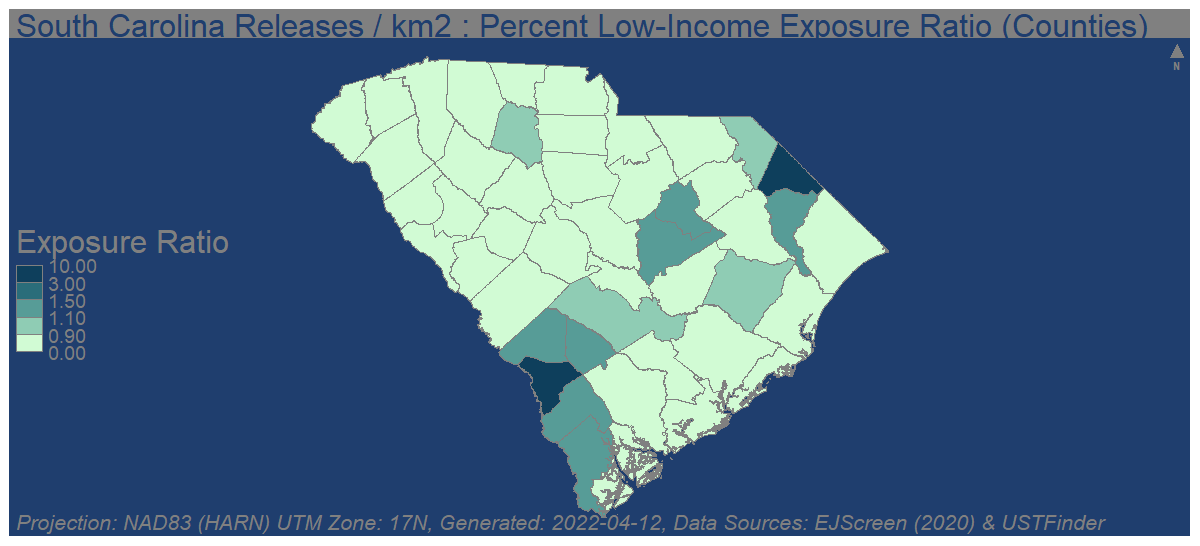 South Carolina Releases / km2 : Percent Low-Income Exposure Ratio (Counties)
N
Exposure Ratio
10.00
3.00
1.50
1.10
0.90
0.00
Projection: NAD83 (HARN) UTM Zone: 17N, Generated: 2022-04-12, Data Sources: EJScreen (2020) & USTFinder